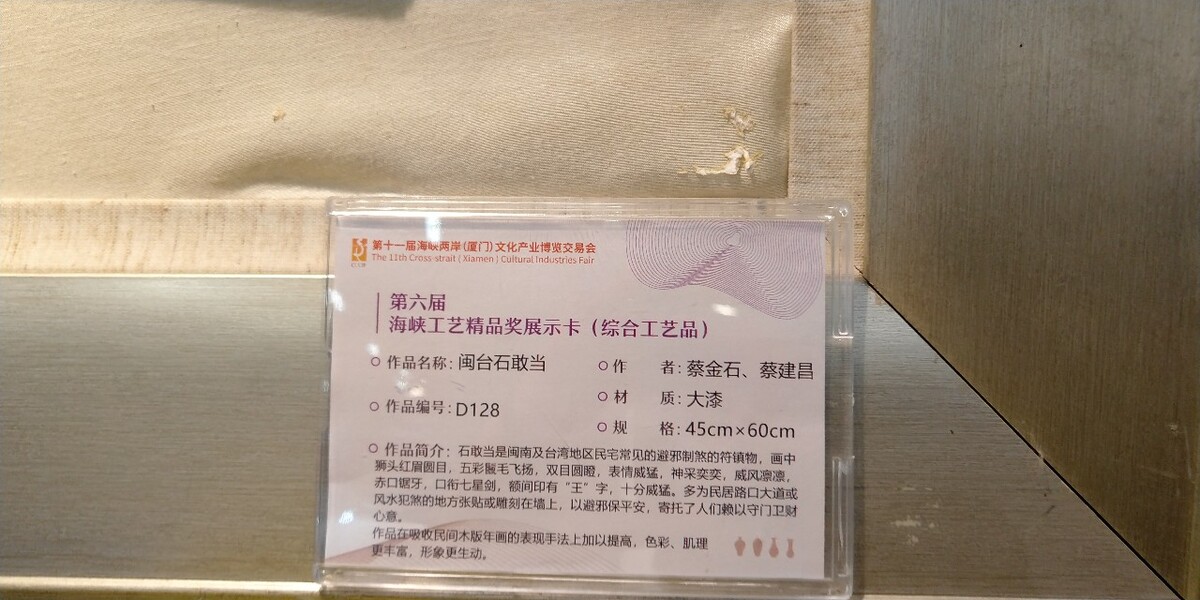 第十一届海峡两岸(厦门)文化产业博览交易会
The 11th Cross-strait ( Xiamen ) Cultural Industries Fair
第六届
海峡工艺精品奖展示卡（综合工艺品）
作品名称: 闽台石敢当
作 者: 蔡金石、蔡建昌
材 质: 大漆
作品编号: D128
规 格: 45cm×60cm
作品简介: 石敢当是闽南及台湾地区民宅常见的避邪制煞的符镇物，画中
狮头红眉圆目，五彩鬣毛飞扬，双目圆瞪，表情威猛，神采奕奕，威风凛凛，
赤口锯牙，口衔七星剑，额间印有“王”字，十分威猛。多为民居路口大道或
风水犯煞的地方张贴或雕刻在墙上，以避邪保平安，寄托了人们赖以守门卫财
心意。
作品在吸收民间木版年画的表现手法上加以提高，色彩、肌理
更丰富，形象更生动。